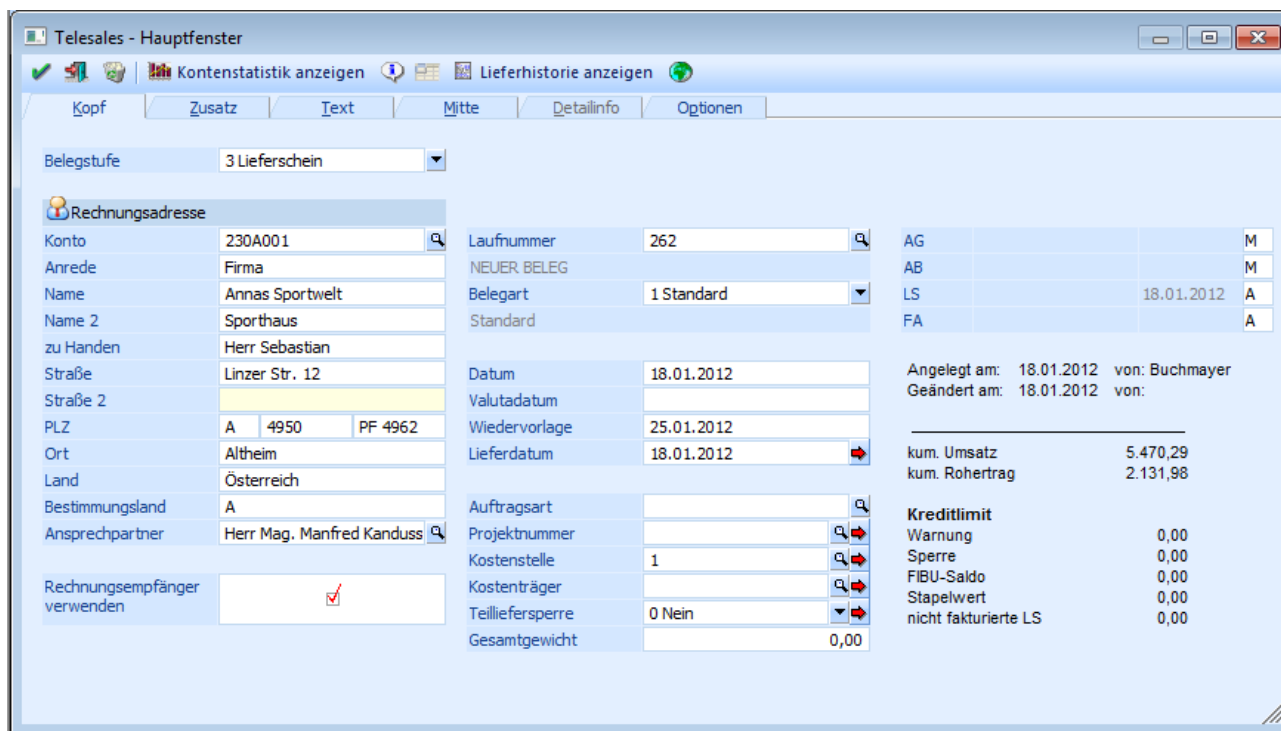 Telesales - Hauptfenster
Kontenstatistik anzeigen Lieferhistorie anzeigen
Kopf Zusatz Text Mitte Detailinfo Optionen
Belegstufe 3 Lieferschein
Rechnungsadresse
Konto 230A001 Laufnummer 262 AG M
Anrede Firma NEUER BELEG AB M
Name Annas Sportwelt Belegart 1 Standard LS 18.01.2012 A
Name 2 Sporthaus Standard FA A
zu Handen Herr Sebastian
Straße Linzer Str. 12 Datum 18.01.2012 Angelegt am: 18.01.2012 von: Buchmayer
Straße 2 Valutadatum Geändert am: 18.01.2012 von:
PLZ A 4950 PF 4962 Wiedervorlage 25.01.2012
Ort Altheim Lieferdatum 18.01.2012 kum. Umsatz 5.470,29
Land Österreich kum. Rohertrag 2.131,98
Bestimmungsland A Auftragsart Kreditlimit
Ansprechpartner Herr Mag. Manfred Kanduss Projektnummer Warnung 0,00
Kostenstelle 1 Sperre 0,00
Rechnungsempfänger verwenden Kostenträger FIBU-Saldo 0,00
Teilliefersperre 0 Nein Stapelwert 0,00
Gesamtgewicht 0,00 nicht fakturierte LS 0,00